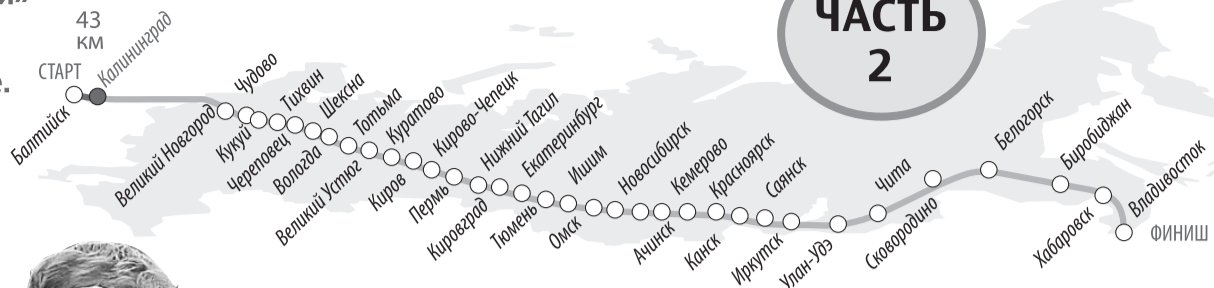 ЧАСТЬ
2
43
км
СТАРТ
Калининград
Балтийск
Великий Новгород
Чудово
Кукуй
Тихвин
Череповец
Шексна
Вологда
Тотьма
Великий Устюг
Куратово
Киров
Кирово-Чепецк
Пермь
Нижний Тагил
Кировград
Екатеринбург
Тюмень
Ишим
Омск
Новосибирск
Ачинск
Кемерово
Канск
Красноярск
Иркутск
Саянск
Улан-Удэ
Чита
Сковородино
Белогорск
Хабаровск
Биробиджан
Владивосток
ФИНИШ